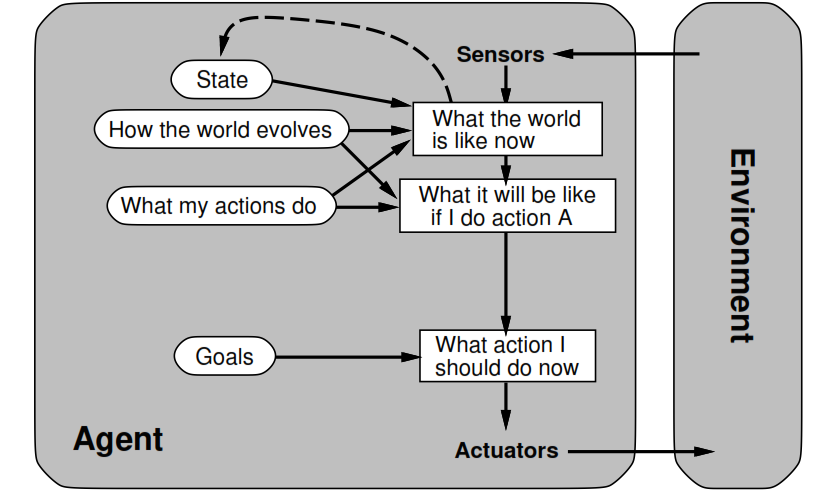 Sensors
State
What the world
is like now
How the world evolves
What my actions do
What it will be like
if I do action A
Environment
What action I
should do now
Goals
Agent
Actuators